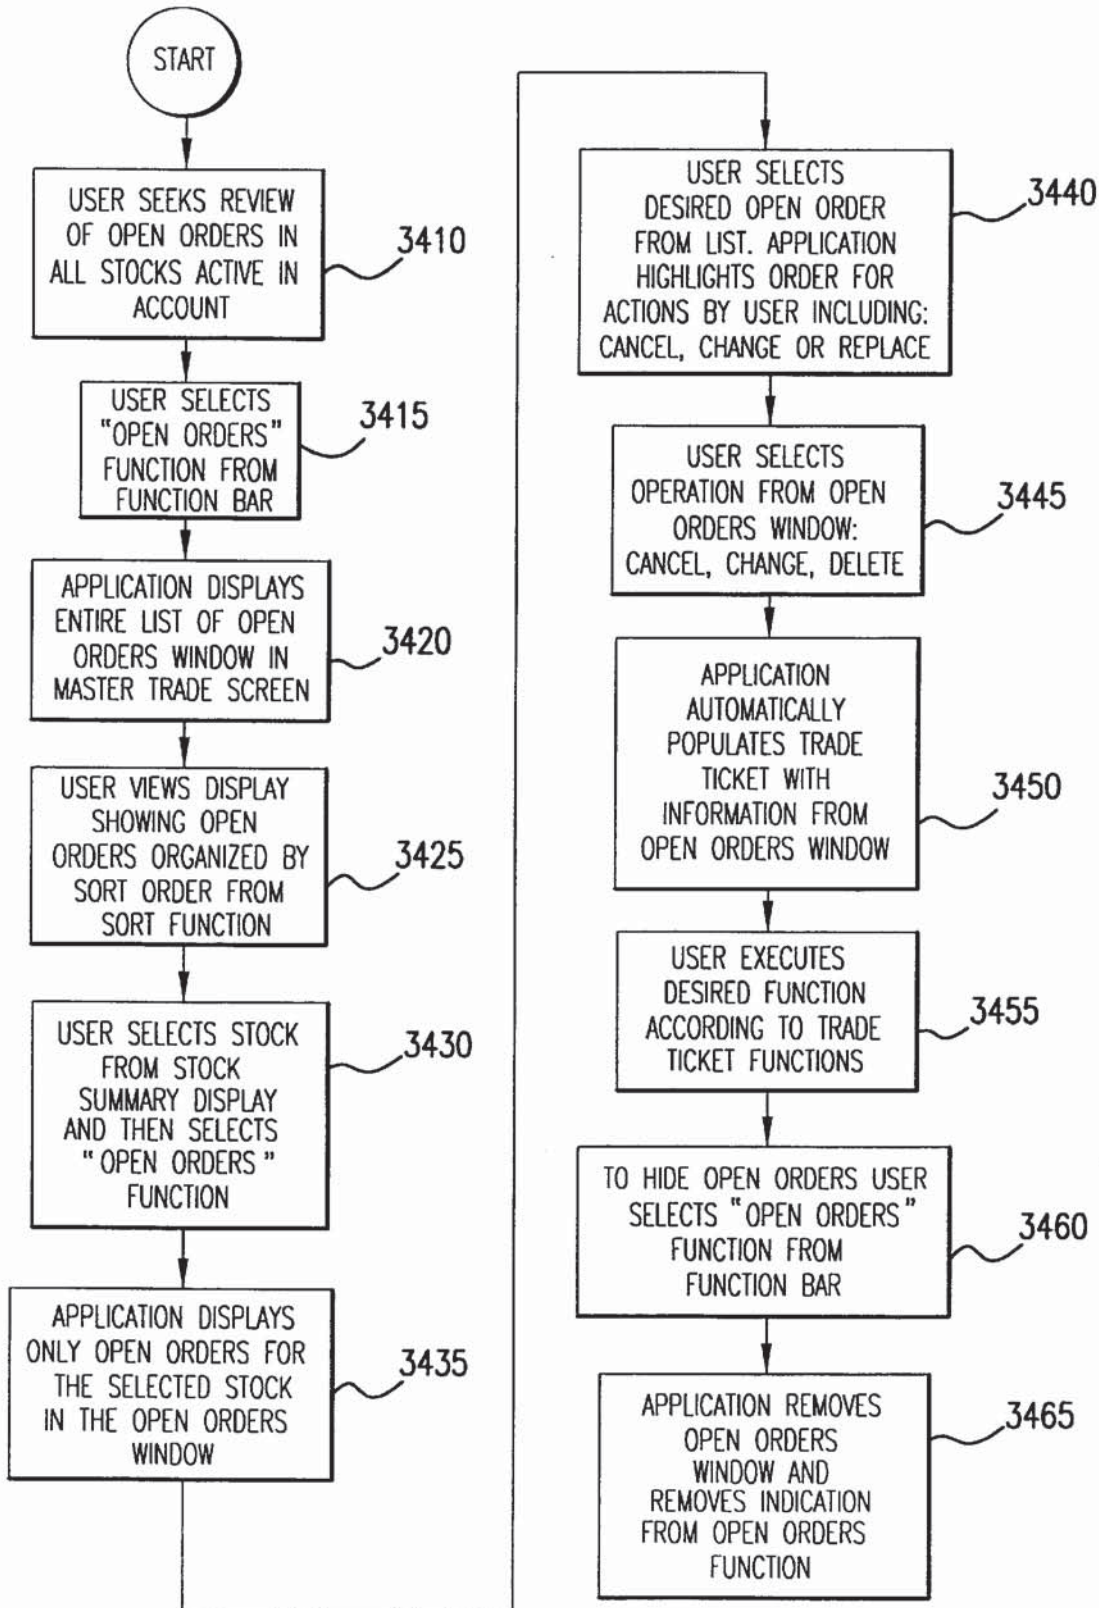 START
USER SEEKS REVIEW
OF OPEN ORDERS IN
ALL STOCKS ACTIVE IN
ACCOUNT
3410
USER SELECTS
"OPEN ORDERS"
FUNCTION FROM
FUNCTION BAR
3415
APPLICATION DISPLAYS
ENTIRE LIST OF OPEN
ORDERS WINDOW IN
MASTER TRADE SCREEN
3420
USER VIEWS DISPLAY
SHOWING OPEN
ORDERS ORGANIZED BY
SORT ORDER FROM
SORT FUNCTION
3425
USER SELECTS STOCK
FROM STOCK
SUMMARY DISPLAY
AND THEN SELECTS
"OPEN ORDERS"
FUNCTION
3430
APPLICATION DISPLAYS
ONLY OPEN ORDERS FOR
THE SELECTED STOCK
IN THE OPEN ORDERS
WINDOW
3435
USER SELECTS
DESIRED OPEN ORDER
FROM LIST. APPLICATION
HIGHLIGHTS ORDER FOR
ACTIONS BY USER INCLUDING:
CANCEL, CHANGE OR REPLACE
3440
USER SELECTS
OPERATION FROM OPEN
ORDERS WINDOW:
CANCEL, CHANGE, DELETE
3445
APPLICATION
AUTOMATICALLY
POPULATES TRADE
TICKET WITH
INFORMATION FROM
OPEN ORDERS WINDOW
3450
USER EXECUTES
DESIRED FUNCTION
ACCORDING TO TRADE
TICKET FUNCTIONS
3455
TO HIDE OPEN ORDERS USER
SELECTS "OPEN ORDERS"
FUNCTION FROM
FUNCTION BAR
3460
APPLICATION REMOVES
OPEN ORDERS
WINDOW AND
REMOVES INDICATION
FROM OPEN ORDERS
FUNCTION
3465